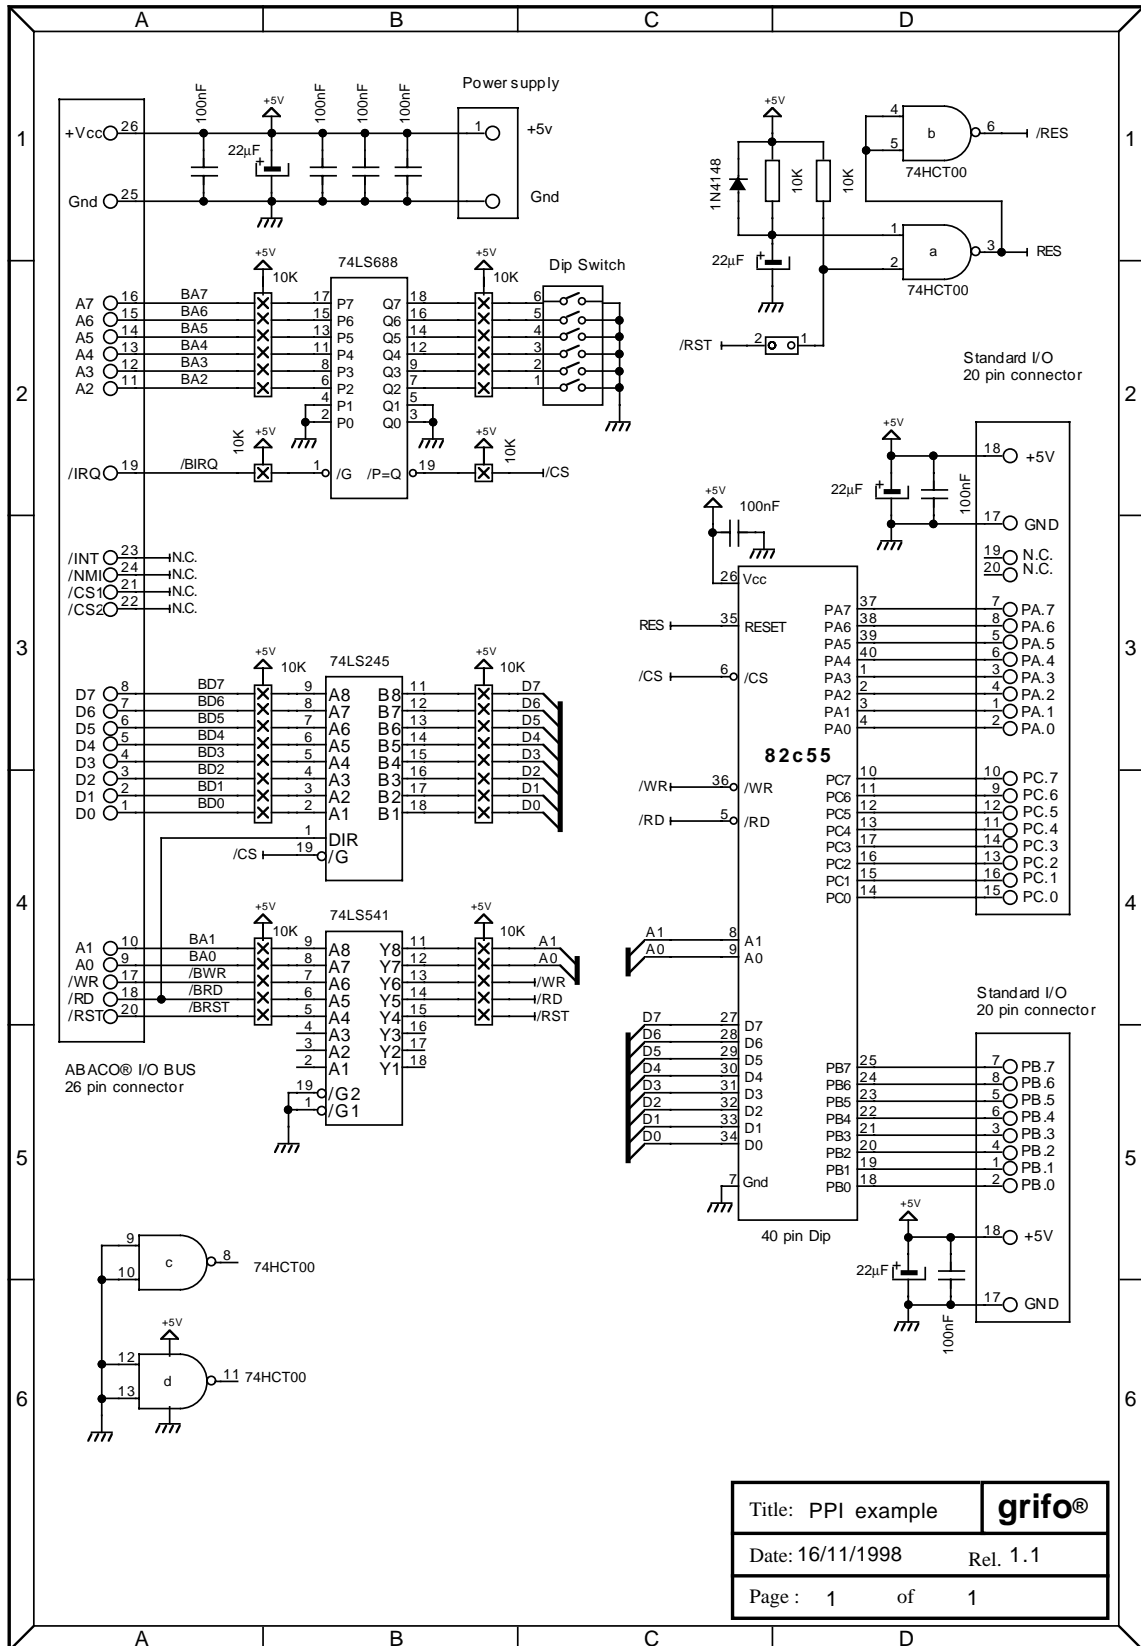 A B C D
1 1
2 2
3 3
4 4
5 5
6 6
A B C D
+Vcc 26
Gnd 25
100nF
+5V
22µF
100nF
100nF
100nF
Power supply
1 +5v
Gnd
+5V
1N4148
10K
10K
22µF
4
5
b
6 /RES
74HCT00
1
2
a
3 RES
74HCT00
/RST 2 1
+5V
10K
74LS688
+5V
10K
Dip Switch
A7 16 BA7 17 P7 Q7 18 6
A6 15 BA6 15 P6 Q6 16 5
A5 14 BA5 13 P5 Q5 14 4
A4 13 BA4 11 P4 Q4 12 3
A3 12 BA3 8 P3 Q3 9 2
A2 11 BA2 6 P2 Q2 7 1
4 P1 Q1 5
2 P0 Q0 3
+5V
10K
+5V
10K
/IRQ 19 /BIRQ 1 /G /P=Q 19 /CS
/INT 23 N.C.
/NMI 24 N.C.
/CS1 21 N.C.
/CS2 22 N.C.
+5V
10K
74LS245
+5V
10K
D7 8 BD7 9 A8 B8 11 D7
D6 7 BD6 8 A7 B7 12 D6
D5 6 BD5 7 A6 B6 13 D5
D4 5 BD4 6 A5 B5 14 D4
D3 4 BD3 5 A4 B4 15 D3
D2 3 BD2 4 A3 B3 16 D2
D1 2 BD1 3 A2 B2 17 D1
D0 1 BD0 2 A1 B1 18 D0
1 DIR
/CS 19 /G
+5V
10K
74LS541
+5V
10K
A1 10 BA1 9 A8 Y8 11 A1
A0 9 BA0 8 A7 Y7 12 A0
/WR 17 /BWR 7 A6 Y6 13 /WR
/RD 18 /BRD 6 A5 Y5 14 /RD
/RST 20 /BRST 5 A4 Y4 15 /RST
4 A3 Y3 16
3 A2 Y2 17
2 A1 Y1 18
19 /G2
1 /G1
ABACO® I/O BUS
26 pin connector
9
10
c
8 74HCT00
+5V
12
13
d
11 74HCT00
Standard I/O
20 pin connector
+5V
22µF
100nF
18 +5V
17 GND
19 N.C.
20 N.C.
+5V
100nF
26 Vcc
RES 35 RESET
/CS 6 /CS
82c55
/WR 36 /WR
/RD 5 /RD
A1 8 A1
A0 9 A0
D7 27 D7
D6 28 D6
D5 29 D5
D4 30 D4
D3 31 D3
D2 32 D2
D1 33 D1
D0 34 D0
7 Gnd
40 pin Dip
PA7 37 7 PA.7
PA6 38 8 PA.6
PA5 39 5 PA.5
PA4 40 6 PA.4
PA3 1 3 PA.3
PA2 2 4 PA.2
PA1 3 1 PA.1
PA0 4 2 PA.0
PC7 10 10 PC.7
PC6 11 9 PC.6
PC5 12 12 PC.5
PC4 13 11 PC.4
PC3 17 14 PC.3
PC2 16 13 PC.2
PC1 15 16 PC.1
PC0 14 15 PC.0
Standard I/O
20 pin connector
PB7 25 7 PB.7
PB6 24 8 PB.6
PB5 23 5 PB.5
PB4 22 6 PB.4
PB3 21 3 PB.3
PB2 20 4 PB.2
PB1 19 1 PB.1
PB0 18 2 PB.0
+5V
22µF
100nF
18 +5V
17 GND
Title: PPI example grifo®
Date: 16/11/1998 Rel. 1.1
Page : 1 of 1